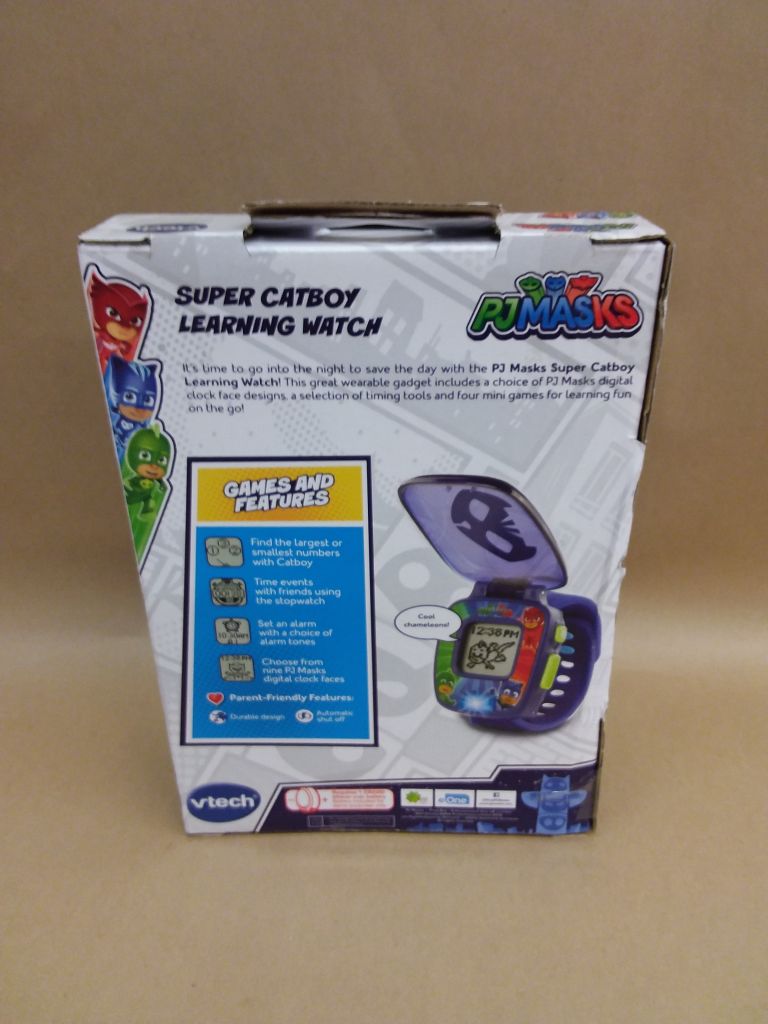 SUPER CATBOY
LEARNING WATCH
PJMASKS
It's time to go into the night to save the day with the PJ Masks Super Catboy
Learning Watch! This great wearable gadget includes a choice of PJ Masks digital
clock face designs, a selection of timing tools and four mini games for learning fun
on the go!
GAMES AND
FEATURES
Find the largest or
smallest numbers
with Catboy
Time events
with friends using
the stopwatch
Set an alarm
with a choice of
alarm tones
Choose from
nine PJ Masks
digital clock faces
Parent-Friendly Features:
Durable design
Automatic
shut off
Cool
chameleons!
12:38 PM
vtech
eOne